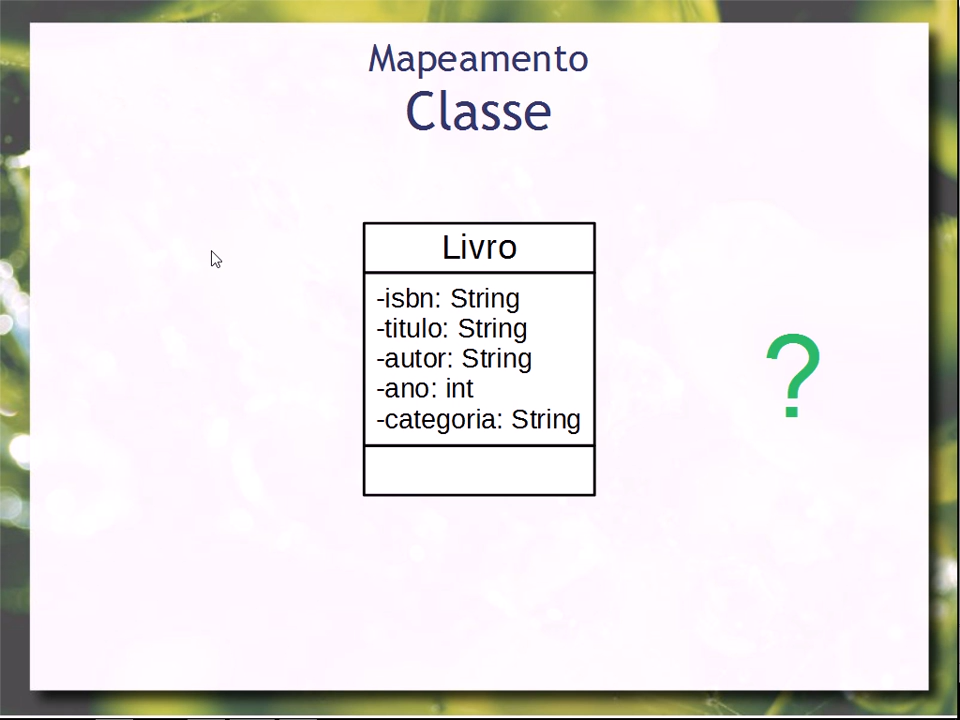 Mapeamento
Classe
Livro
-isbn: String
-titulo: String
-autor: String
-ano: int
-categoria: String
?